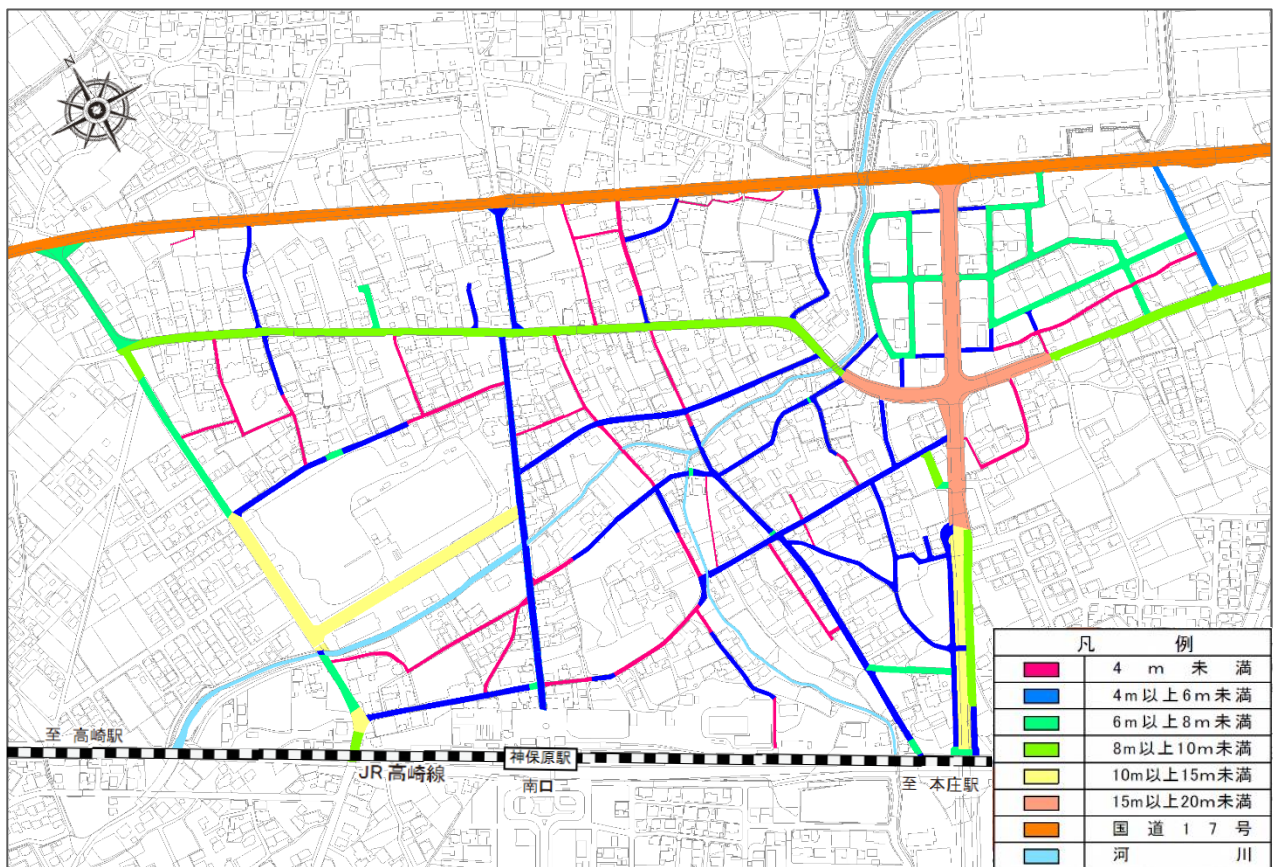 N
至 高崎駅
JR 高崎線
神保原駅
南口
至 本庄駅
凡 例
4 m 未 満
4m以上6m未満
6m以上8m未満
8m以上10m未満
10m以上15m未満
15m以上20m未満
国 道 1 7 号
河 川